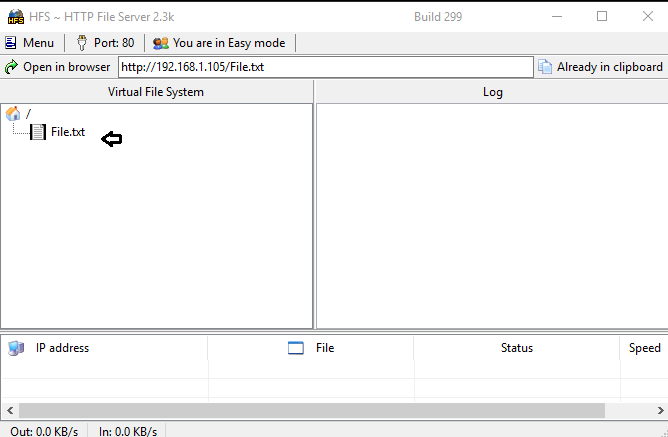 HFS ~ HTTP File Server 2.3k Build 299
Menu Port: 80 You are in Easy mode
Open in browser http://192.168.1.105/File.txt Already in clipboard
Virtual File System Log
/
File.txt
IP address File Status Speed
Out: 0.0 KB/s In: 0.0 KB/s